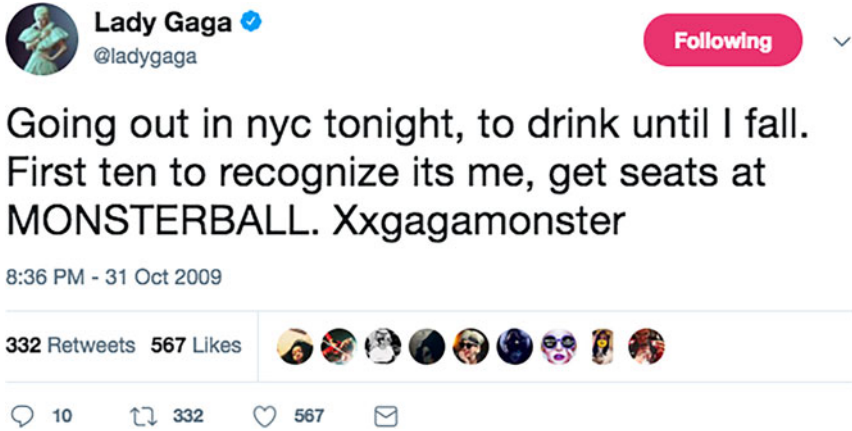 Lady Gaga
@ladygaga
Following
Going out in nyc tonight, to drink until I fall.
First ten to recognize its me, get seats at
MONSTERBALL. Xxgagamonster
8:36 PM - 31 Oct 2009
332 Retweets 567 Likes
10 332 567